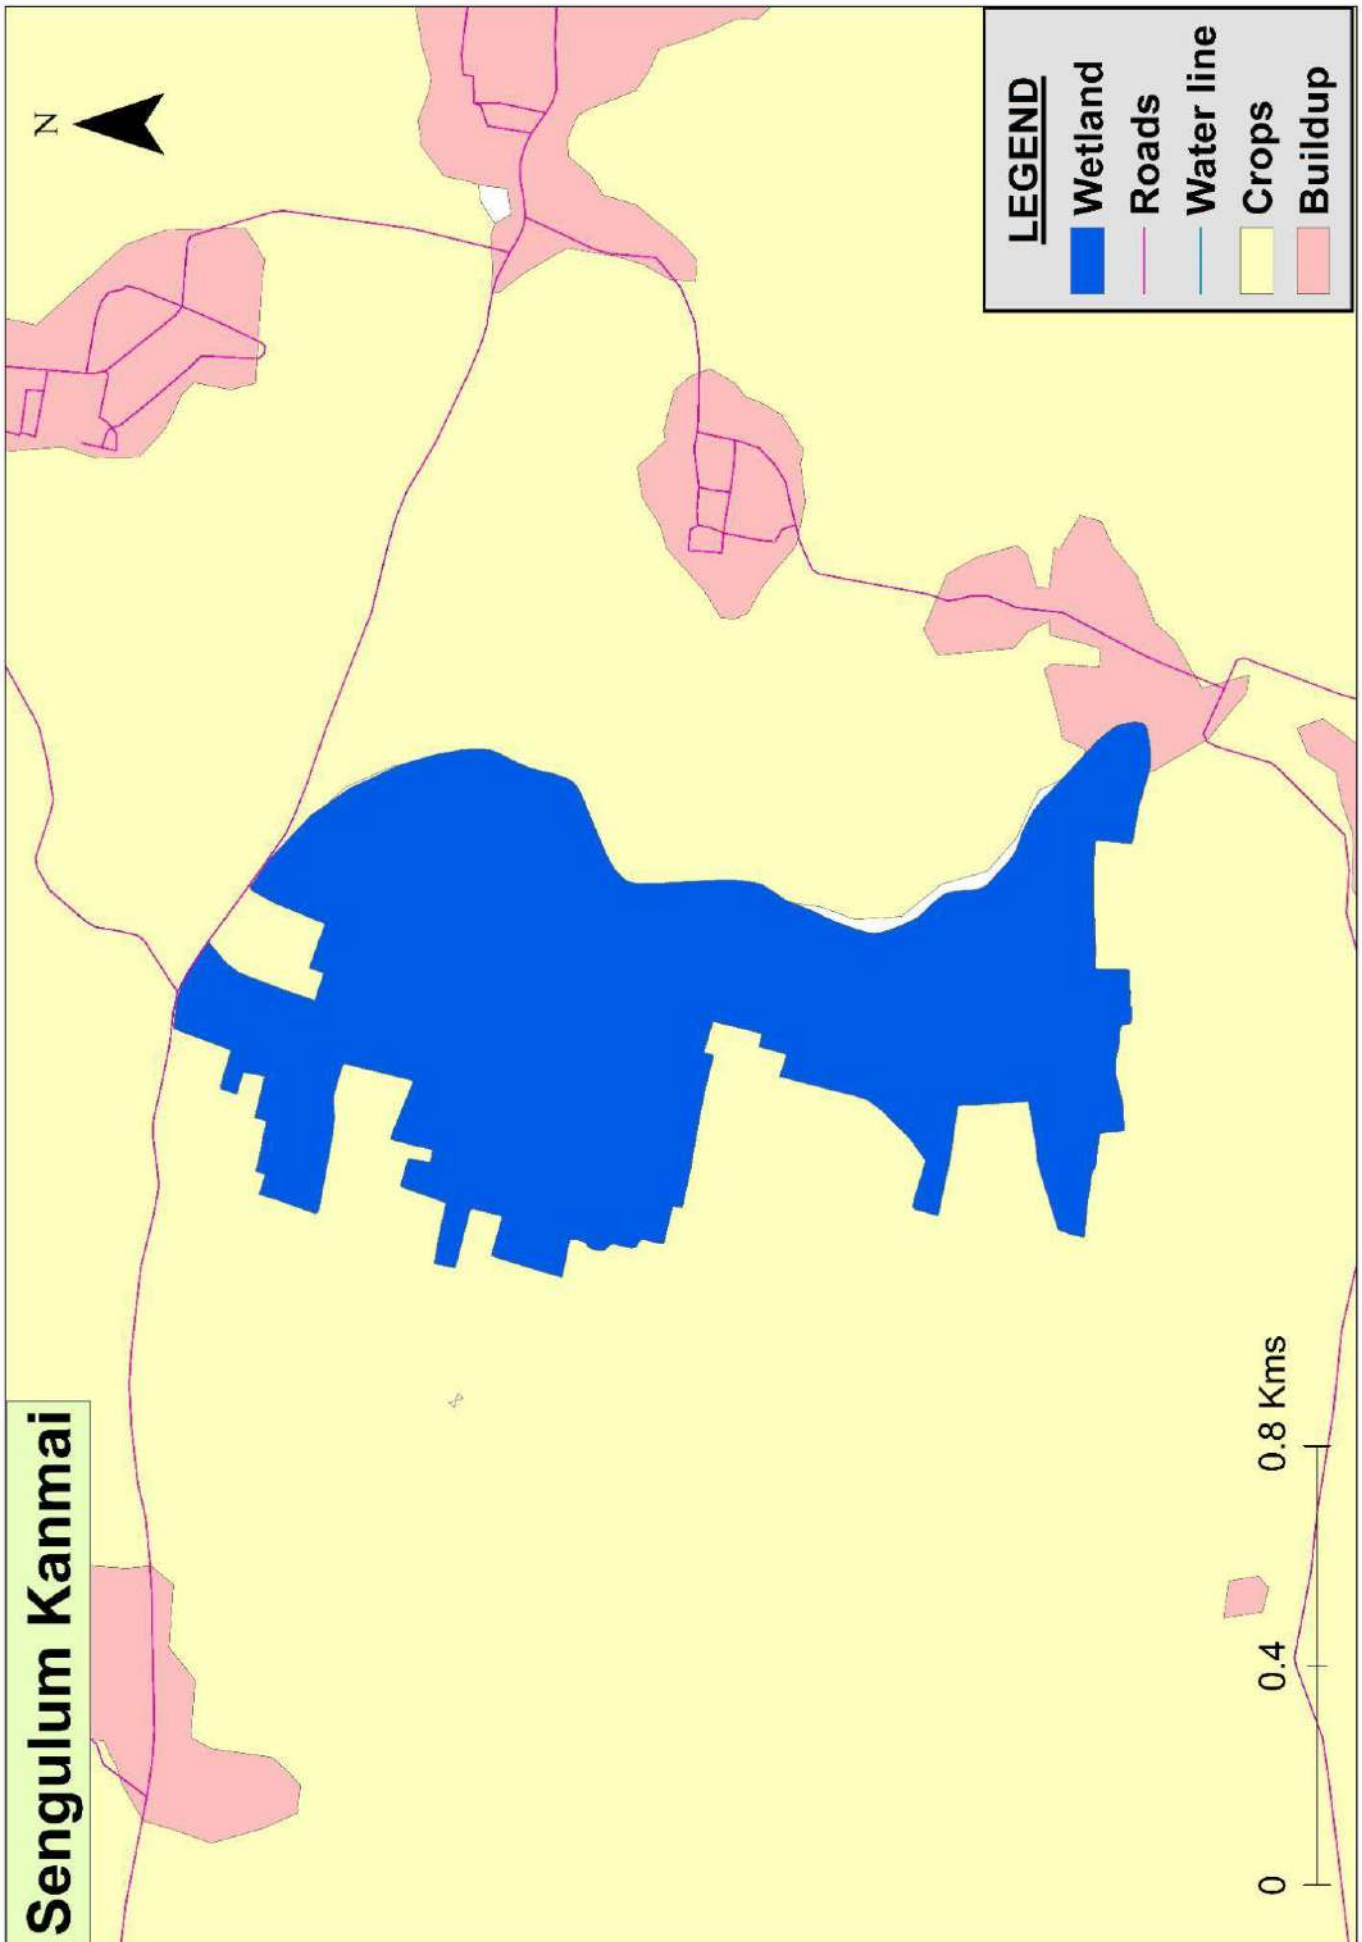 Sengulum Kanmai
N
LEGEND
Wetland
Roads
Water line
Crops
Buildup
0 0.4 0.8 Kms